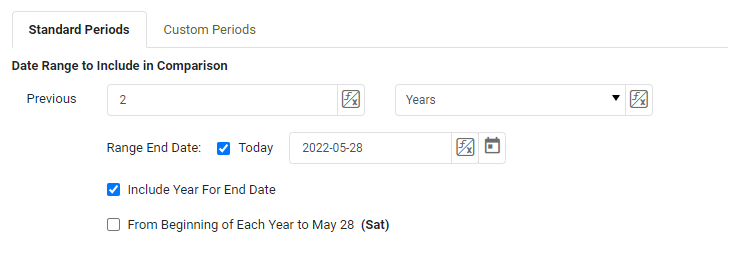 Standard Periods Custom Periods
Date Range to Include in Comparison
Previous 2 Years
Range End Date: Today 2022-05-28
Include Year For End Date
From Beginning of Each Year to May 28 (Sat)